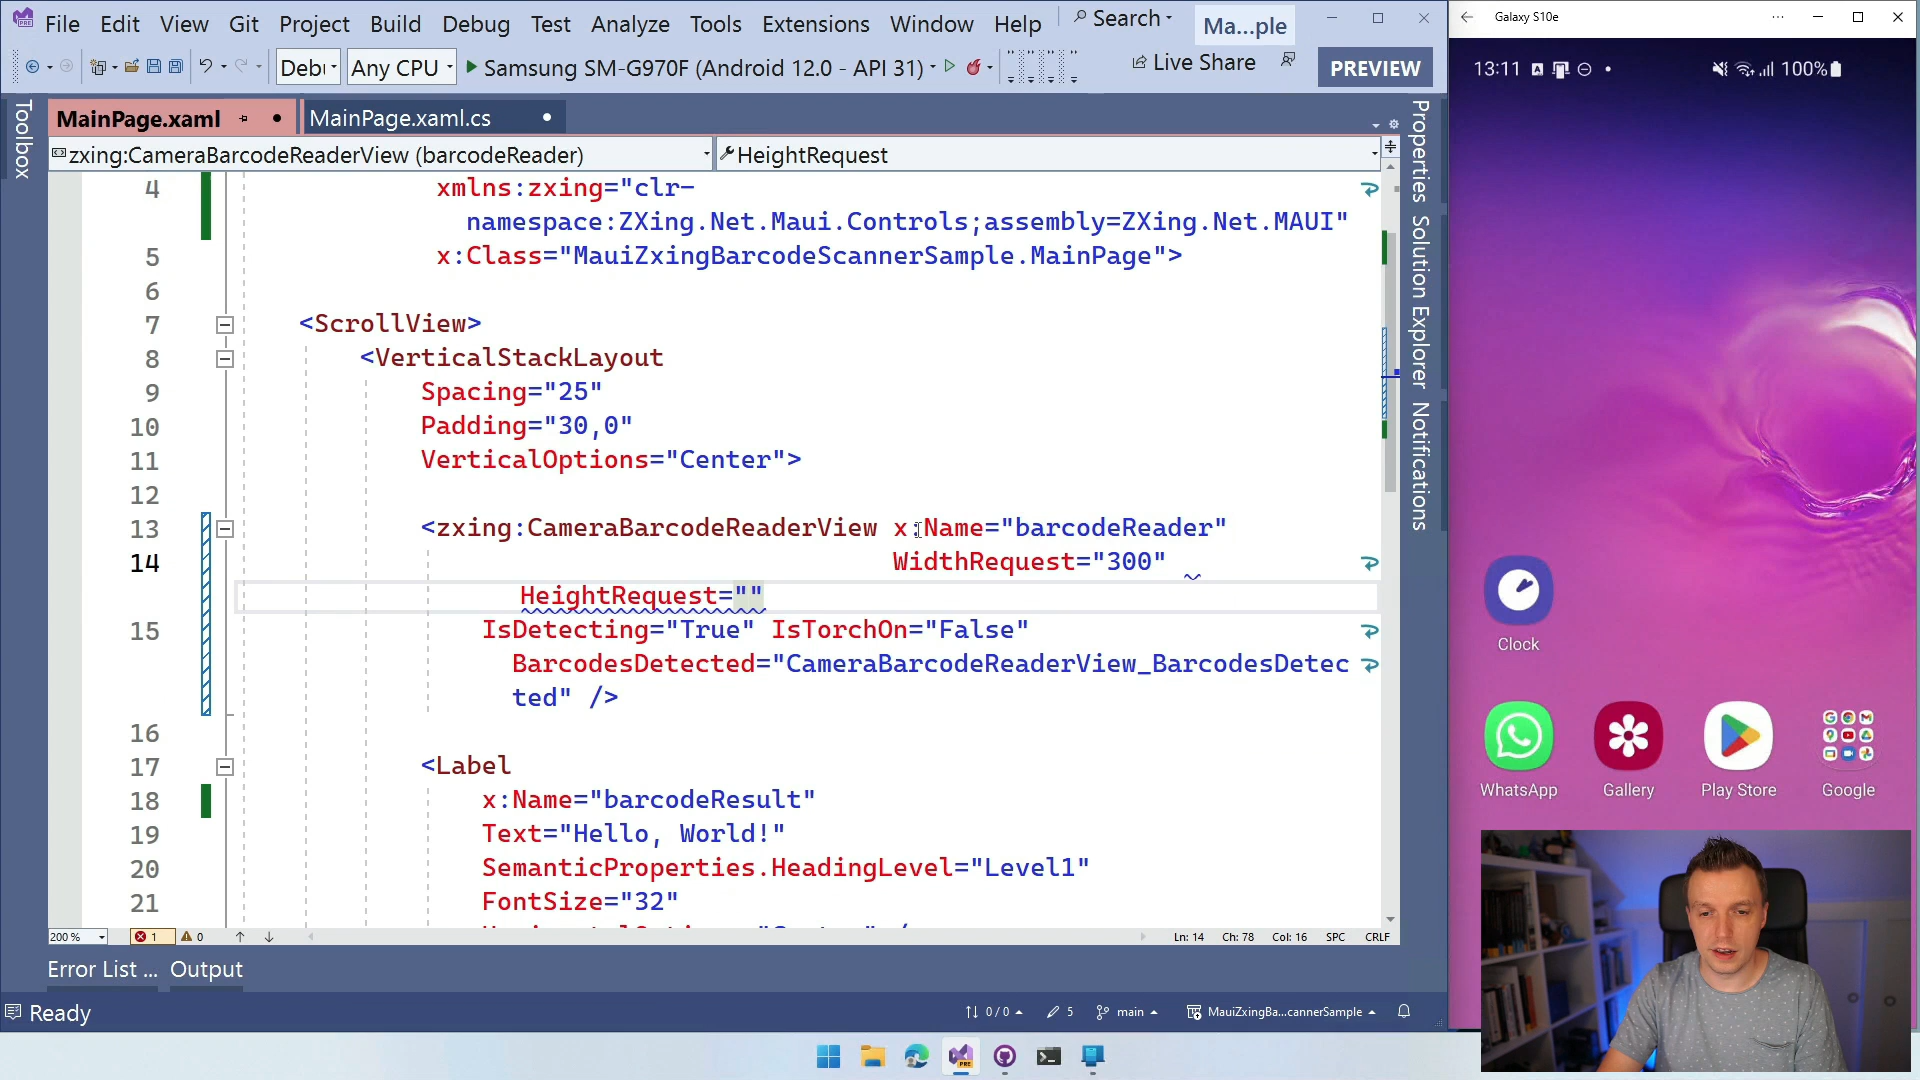 File Edit View Git Project Build Debug Test Analyze Tools Extensions Window Help Search Ma...ple
Any CPU Samsung SM-G970F (Android 12.0 - API 31) Live Share PREVIEW
Toolbox
MainPage.xaml MainPage.xaml.cs
zxing:CameraBarcodeReaderView (barcodeReader) HeightRequest
4 xmlns:zxing="clr-
namespace:ZXing.Net.Maui.Controls;assembly=ZXing.Net.MAUI"
5 x:Class="MauiZxingBarcodeScannerSample.MainPage">
6
7 <ScrollView>
8 <VerticalStackLayout
9 Spacing="25"
10 Padding="30,0"
11 VerticalOptions="Center">
12
13 <zxing:CameraBarcodeReaderView x:Name="barcodeReader"
14 WidthRequest="300"
HeightRequest=""
15 IsDetecting="True" IsTorchOn="False"
BarcodesDetected="CameraBarcodeReaderView_BarcodesDetec
ted" />
16
17 <Label
18 x:Name="barcodeResult"
19 Text="Hello, World!"
20 SemanticProperties.HeadingLevel="Level1"
21 FontSize="32"
200 % 1 0 Ln: 14 Ch: 78 Col: 16 SPC CRLF
Error List ... Output
Ready 0 / 0 5 main MauiZxingBa...cannerSample
Properties
Solution Explorer
Notifications
Galaxy S10e
13:11 100%
Clock
WhatsApp Gallery Play Store Google